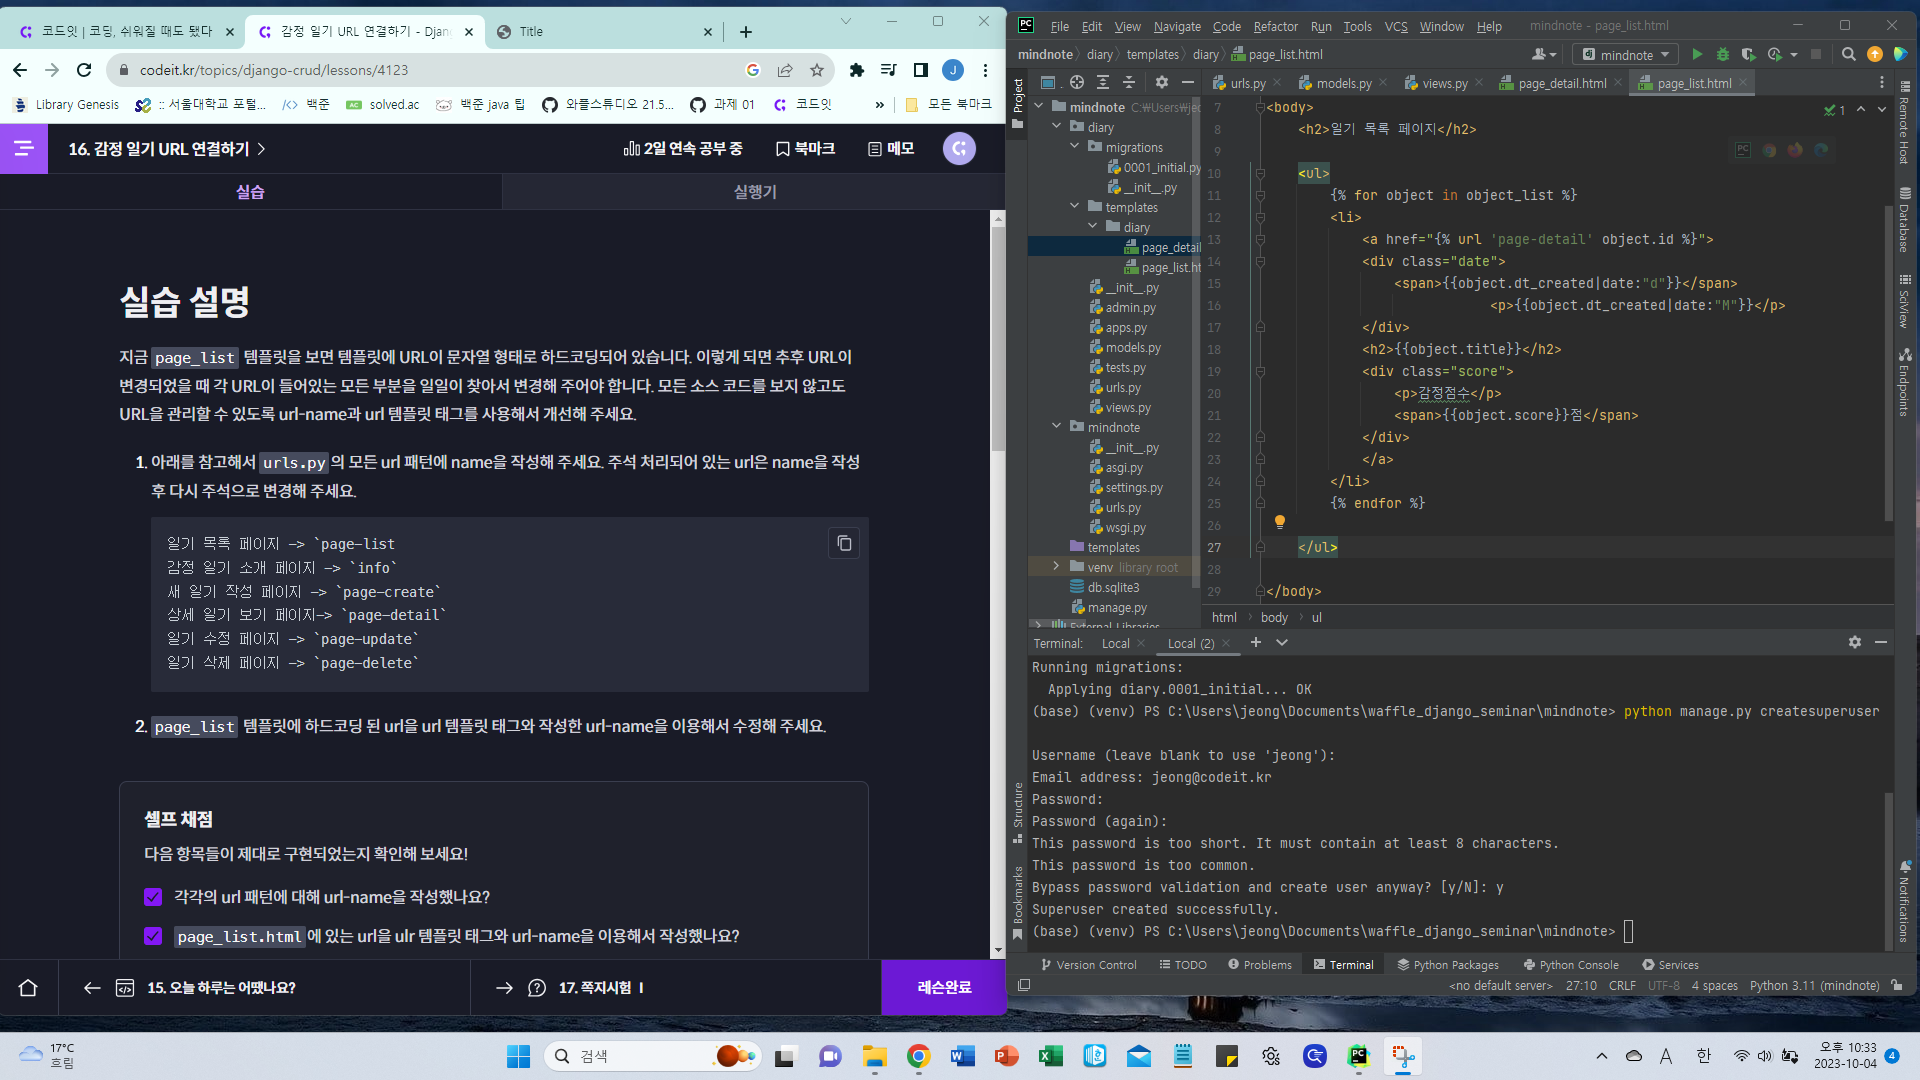 코드잇 | 코딩, 쉬워질 때도 됐다
감정 일기 URL 연결하기 - Djan
Title
codeit.kr/topics/django-crud/lessons/4123
Library Genesis
:: 서울대학교 포털...
백준
solved.ac
백준 java 팁
와플스튜디오 21.5...
과제 01
코드잇
»
모든 북마크
16. 감정 일기 URL 연결하기
2일 연속 공부 중
북마크
메모
실습
실행기
실습 설명
지금 page_list 템플릿을 보면 템플릿에 URL이 문자열 형태로 하드코딩되어 있습니다. 이렇게 되면 추후 URL이
변경되었을 때 각 URL이 들어있는 모든 부분을 일일이 찾아서 변경해 주어야 합니다. 모든 소스 코드를 보지 않고도
URL을 관리할 수 있도록 url-name과 url 템플릿 태그를 사용해서 개선해 주세요.
1. 아래를 참고해서 urls.py 의 모든 url 패턴에 name을 작성해 주세요. 주석 처리되어 있는 url은 name을 작성
후 다시 주석으로 변경해 주세요.
일기 목록 페이지 -> `page-list
감정 일기 소개 페이지 -> `info`
새 일기 작성 페이지 -> `page-create`
상세 일기 보기 페이지-> `page-detail`
일기 수정 페이지 -> `page-update`
일기 삭제 페이지 -> `page-delete`
2. page_list 템플릿에 하드코딩 된 url을 url 템플릿 태그와 작성한 url-name을 이용해서 수정해 주세요.
셀프 채점
다음 항목들이 제대로 구현되었는지 확인해 보세요!
각각의 url 패턴에 대해 url-name을 작성했나요?
page_list.html 에 있는 url을 ulr 템플릿 태그와 url-name을 이용해서 작성했나요?
15. 오늘 하루는 어땠나요?
17. 쪽지시험 I
레슨완료
PC
File Edit View Navigate Code Refactor Run Tools VCS Window Help
mindnote - page_list.html
mindnote diary templates diary page_list.html
mindnote
Project
urls.py
models.py
views.py
page_detail.html
page_list.html
mindnote C:₩Users₩jeo
diary
migrations
0001_initial.py
__init__.py
templates
diary
page_detai
page_list.ht
__init__.py
admin.py
apps.py
models.py
tests.py
urls.py
views.py
mindnote
__init__.py
asgi.py
settings.py
urls.py
wsgi.py
templates
venv library root
db.sqlite3
manage.py
External Libraries
1
7 <body>
8 <h2>일기 목록 페이지</h2>
9
10 <ul>
11 {% for object in object_list %}
12 <li>
13 <a href="{% url 'page-detail' object.id %}">
14 <div class="date">
15 <span>{{object.dt_created|date:"d"}}</span>
16 <p>{{object.dt_created|date:"M"}}</p>
17 </div>
18 <h2>{{object.title}}</h2>
19 <div class="score">
20 <p>감정점수</p>
21 <span>{{object.score}}점</span>
22 </div>
23 </a>
24 </li>
25 {% endfor %}
26
27 </ul>
28
29 </body>
html body ul
Remote Host
Database
SciView
Endpoints
Notifications
Structure
Bookmarks
Terminal: Local Local (2)
Running migrations:
Applying diary.0001_initial... OK
(base) (venv) PS C:\Users\jeong\Documents\waffle_django_seminar\mindnote> python manage.py createsuperuser
Username (leave blank to use 'jeong'):
Email address: jeong@codeit.kr
Password:
Password (again):
This password is too short. It must contain at least 8 characters.
This password is too common.
Bypass password validation and create user anyway? [y/N]: y
Superuser created successfully.
(base) (venv) PS C:\Users\jeong\Documents\waffle_django_seminar\mindnote>
Version Control TODO Problems Terminal Python Packages Python Console Services
<no default server> 27:10 CRLF UTF-8 4 spaces Python 3.11 (mindnote)
17°C
흐림
검색
A
한
오후 10:33
2023-10-04
4